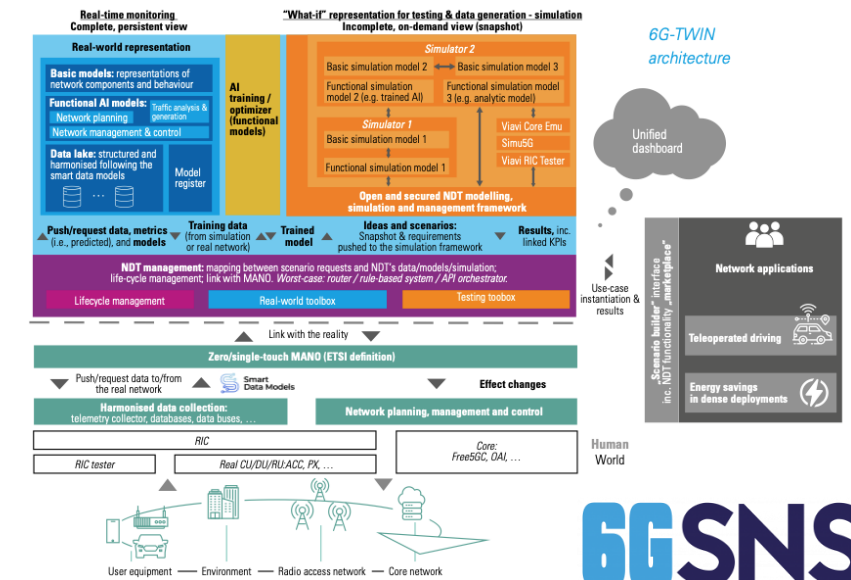 Real-time monitoring
Complete, persistent view
"What-if" representation for testing & data generation - simulation
Incomplete, on-demand view (snapshot)
6G-TWIN
architecture
Real-world representation
Basic models: representations of
network components and behaviour
Functional AI models:
Network planning
Traffic analysis &
generation
Network management & control
Data lake: structured and
harmonised following the
smart data models
...
Model
register
AI
training /
optimizer
(functional
models)
Simulator 2
Basic simulation model 2
Basic simulation model 3
Functional simulation
model 2 (e.g. trained AI)
Functional simulation model
3 (e.g. analytic model)
Simulator 1
Basic simulation model 1
Functional simulation model 1
Viavi Core Emu
Simu5G
Viavi RIC Tester
Open and secured NDT modelling,
simulation and management framework
Unified
dashboard
Push/request data, metrics
(i.e., predicted), and models
Training data
(from simulation
or real network)
Trained
model
Ideas and scenarios:
Snapshot & requirements
pushed to the simulation framework
Results, inc.
linked KPIs
NDT management: mapping between scenario requests and NDT's data/models/simulation;
life-cycle management; link with MANO. Worst-case: router / rule-based system / API orchestrator.
Lifecycle management
Real-world toolbox
Testing toobox
Use-case
instantiation &
results
„Scenario builder" interface
inc. NDT functionality „marketplace"
Network applications
Teleoperated driving
Energy savings
in dense deployments
Link with the reality
Zero/single-touch MANO (ETSI definition)
Push/request data to/from
the real network
Smart
Data Models
Effect changes
Harmonised data collection:
telemetry collector, databases, data buses, ...
Network planning, management and control
RIC
RIC tester
Real CU/DU/RU:ACC, PX, ...
Core:
Free5GC, OAI, ...
Human
World
User equipment — Environment — Radio access network — Core network
6GSNS